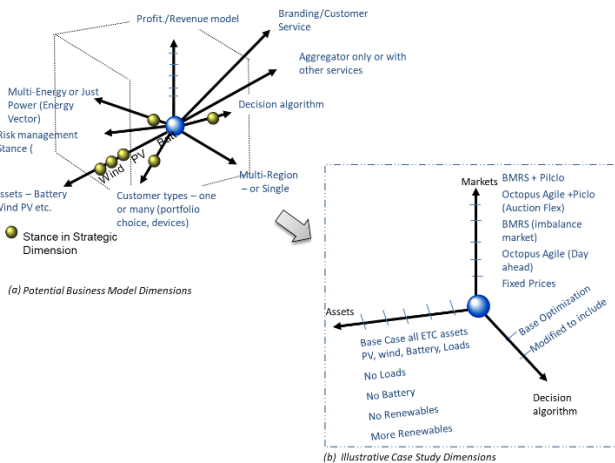 Profit./Revenue model
Branding/Customer
Service
Aggregator only or with
other services
Multi-Energy or Just
Power (Energy
Vector)
Decision algorithm
Risk management
Stance (
Batt
PV
Wind
Multi-Region
– or Single
ssets – Battery
Wind PV etc.
Customer types – one
or many (portfolio
choice, devices)
Stance in Strategic
Dimension
(a) Potential Business Model Dimensions
Markets
BMRS + Pilclo
Octopus Agile +Piclo
(Auction Flex)
BMRS (imbalance
market)
Octopus Agile (Day
ahead)
Fixed Prices
Assets
Base Optimization
Modified to include
Base Case all ETC assets
PV, wind, Battery, Loads
No Loads
No Battery
No Renewables
More Renewables
Decision
algorithm
(b) Illustrative Case Study Dimensions